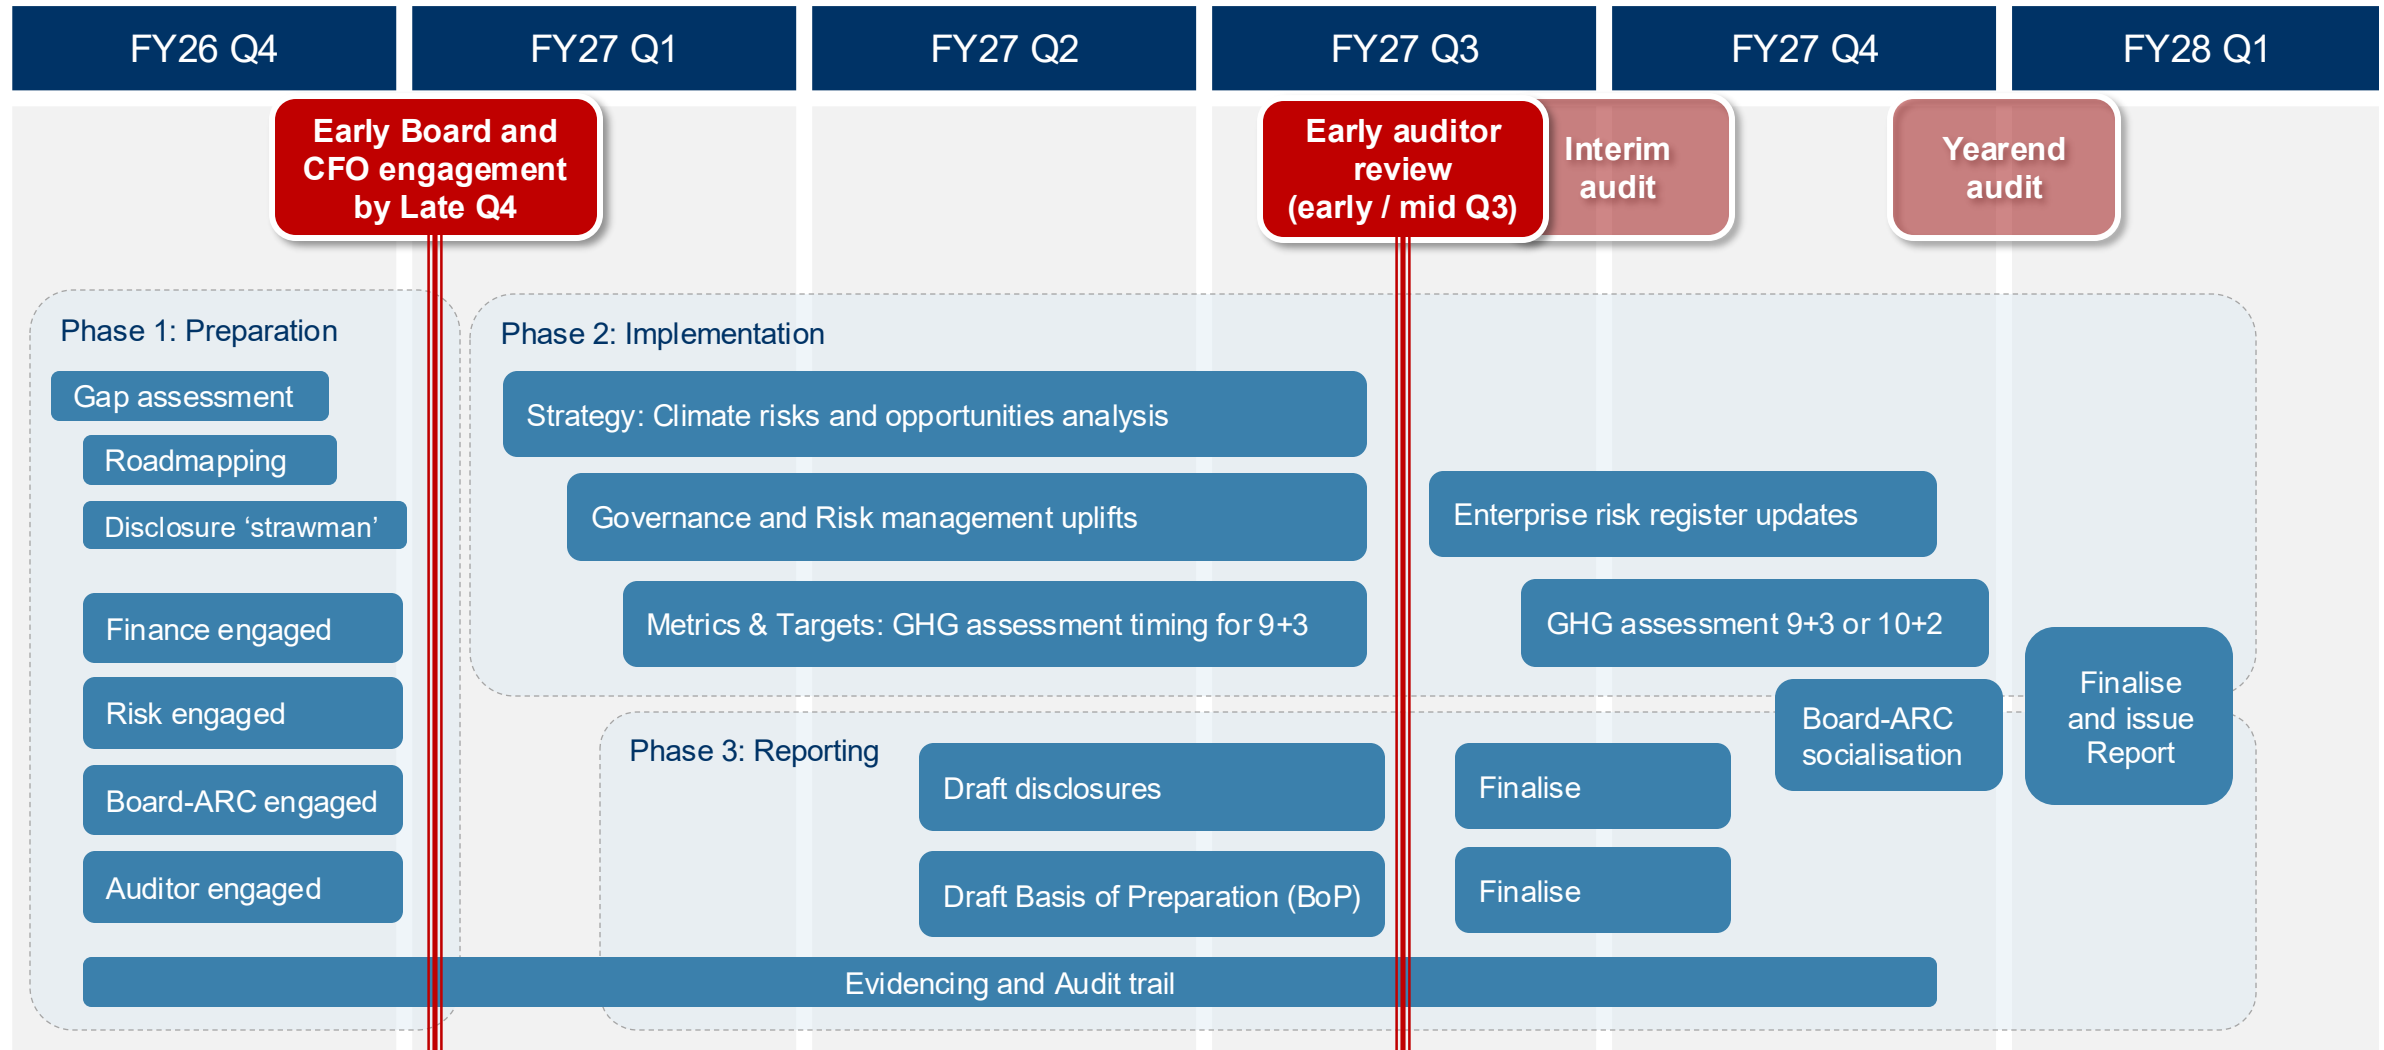 FY26 Q4
FY27 Q1
FY27 Q2
FY27 Q3
FY27 Q4
FY28 Q1
Early Board and
CFO engagement
by Late Q4
Early auditor
review
(early / mid Q3)
Interim
audit
Yearend
audit
Phase 1: Preparation
Gap assessment
Roadmapping
Disclosure ‘strawman’
Finance engaged
Risk engaged
Board-ARC engaged
Auditor engaged
Phase 2: Implementation
Strategy: Climate risks and opportunities analysis
Governance and Risk management uplifts
Enterprise risk register updates
Metrics & Targets: GHG assessment timing for 9+3
GHG assessment 9+3 or 10+2
Phase 3: Reporting
Draft disclosures
Finalise
Board-ARC
socialisation
Finalise
and issue
Report
Draft Basis of Preparation (BoP)
Finalise
Evidencing and Audit trail